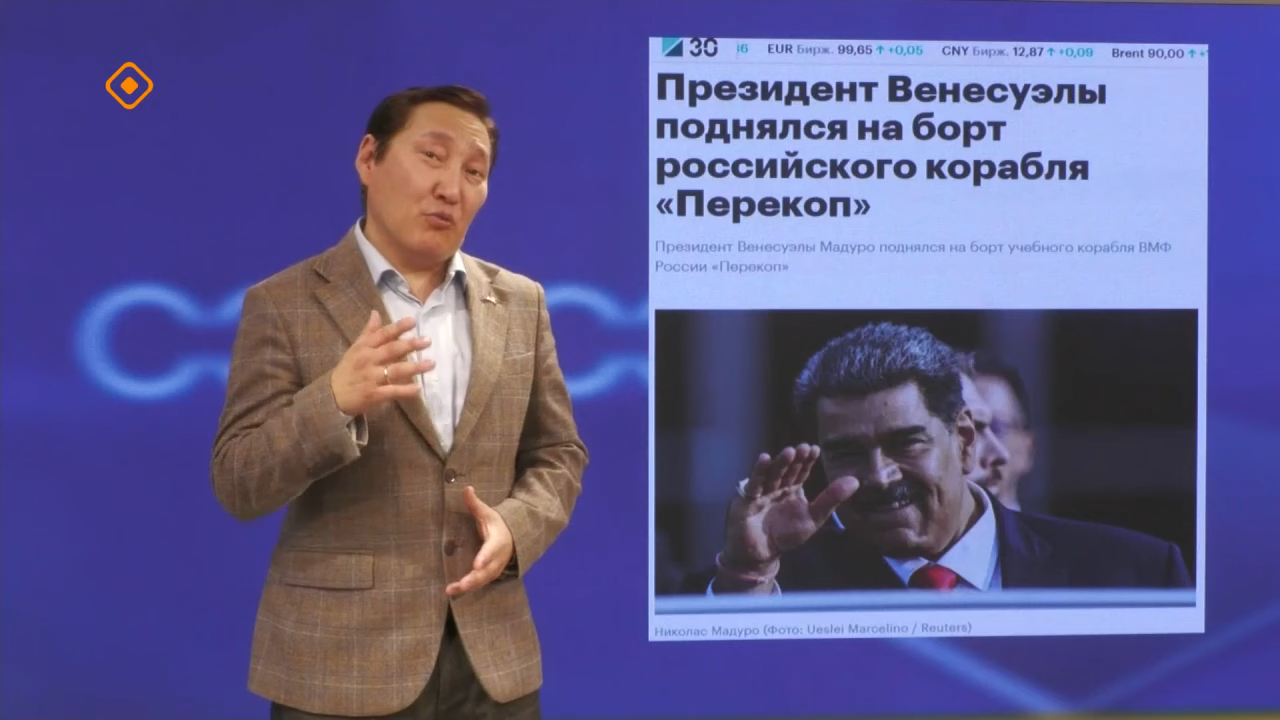 30 EUR Бирж. 99,65 ↑ +0,05 CNY Бирж. 12,87 ↑ +0,09 Brent 90,00 ↑
Президент Венесуэлы
поднялся на борт
российского корабля
«Перекоп»
Президент Венесуэлы Мадуро поднялся на борт учебного корабля ВМФ
России «Перекоп»
Николас Мадуро (Фото: Ueslei Marcelino / Reuters)